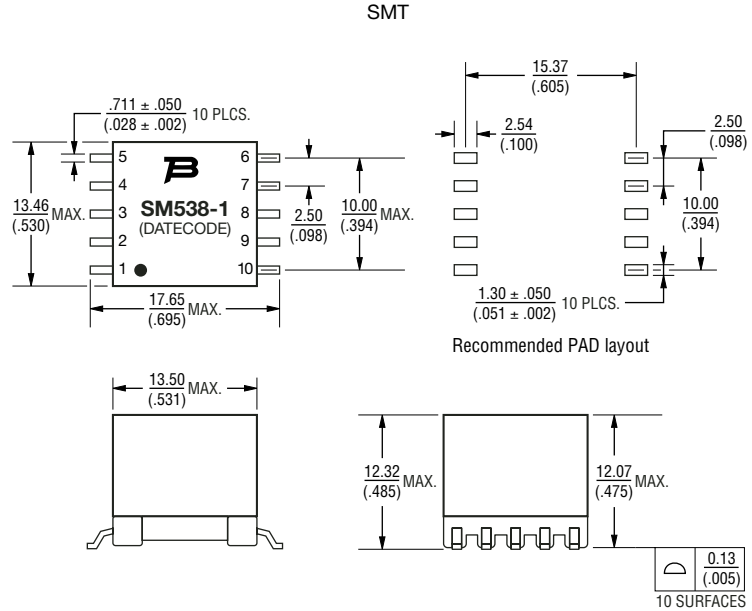 SMT
.711 ± .050
(.028 ± .002)
10 PLCS.
5
4
3
2
1
6
7
8
9
10
B
SM538-1
(DATECODE)
13.46
(.530)
MAX.
2.50
(.098)
10.00
(.394)
MAX.
17.65
(.695)
MAX.
15.37
(.605)
2.54
(.100)
2.50
(.098)
10.00
(.394)
1.30 ± .050
(.051 ± .002)
10 PLCS.
Recommended PAD layout
13.50
(.531)
MAX.
12.32
(.485)
MAX.
12.07
(.475)
MAX.
0.13
(.005)
10 SURFACES